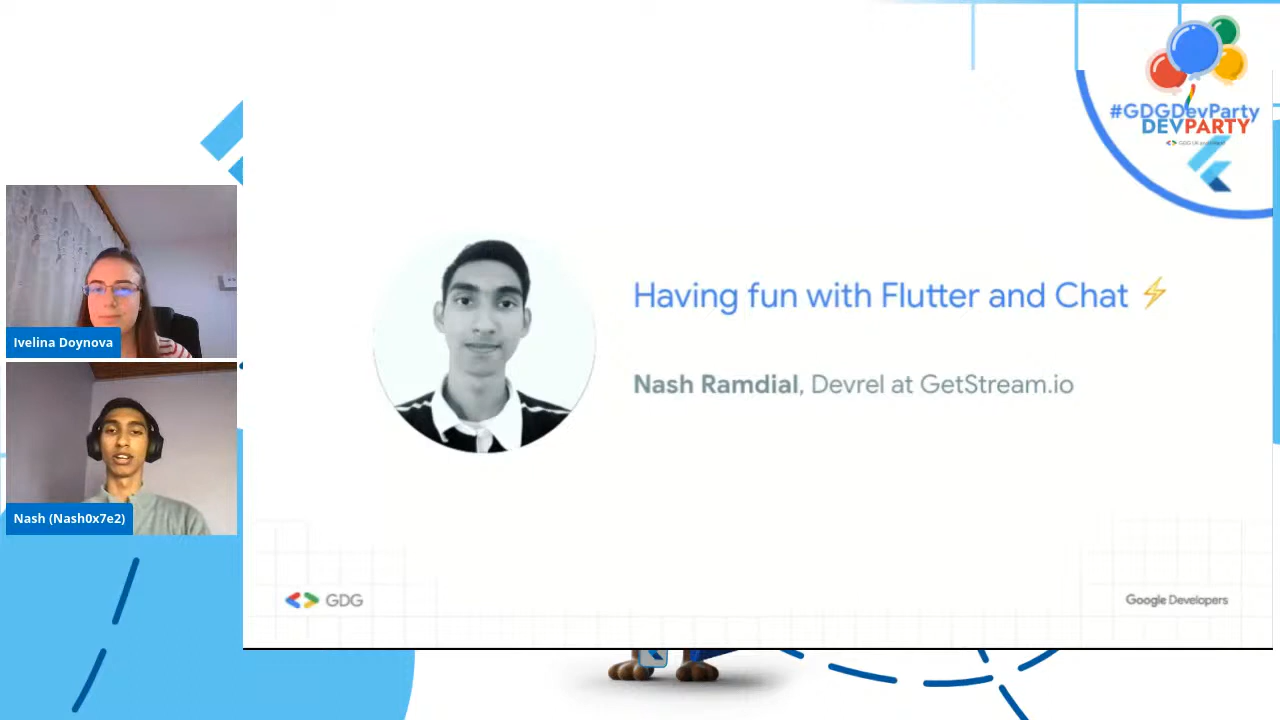 #GDGDevParty
DEVPARTY
Having fun with Flutter and Chat ⚡
Nash Ramdial, Devrel at GetStream.io
Ivelina Doynova
Nash (Nash0x7e2)
GDG
Google Developers